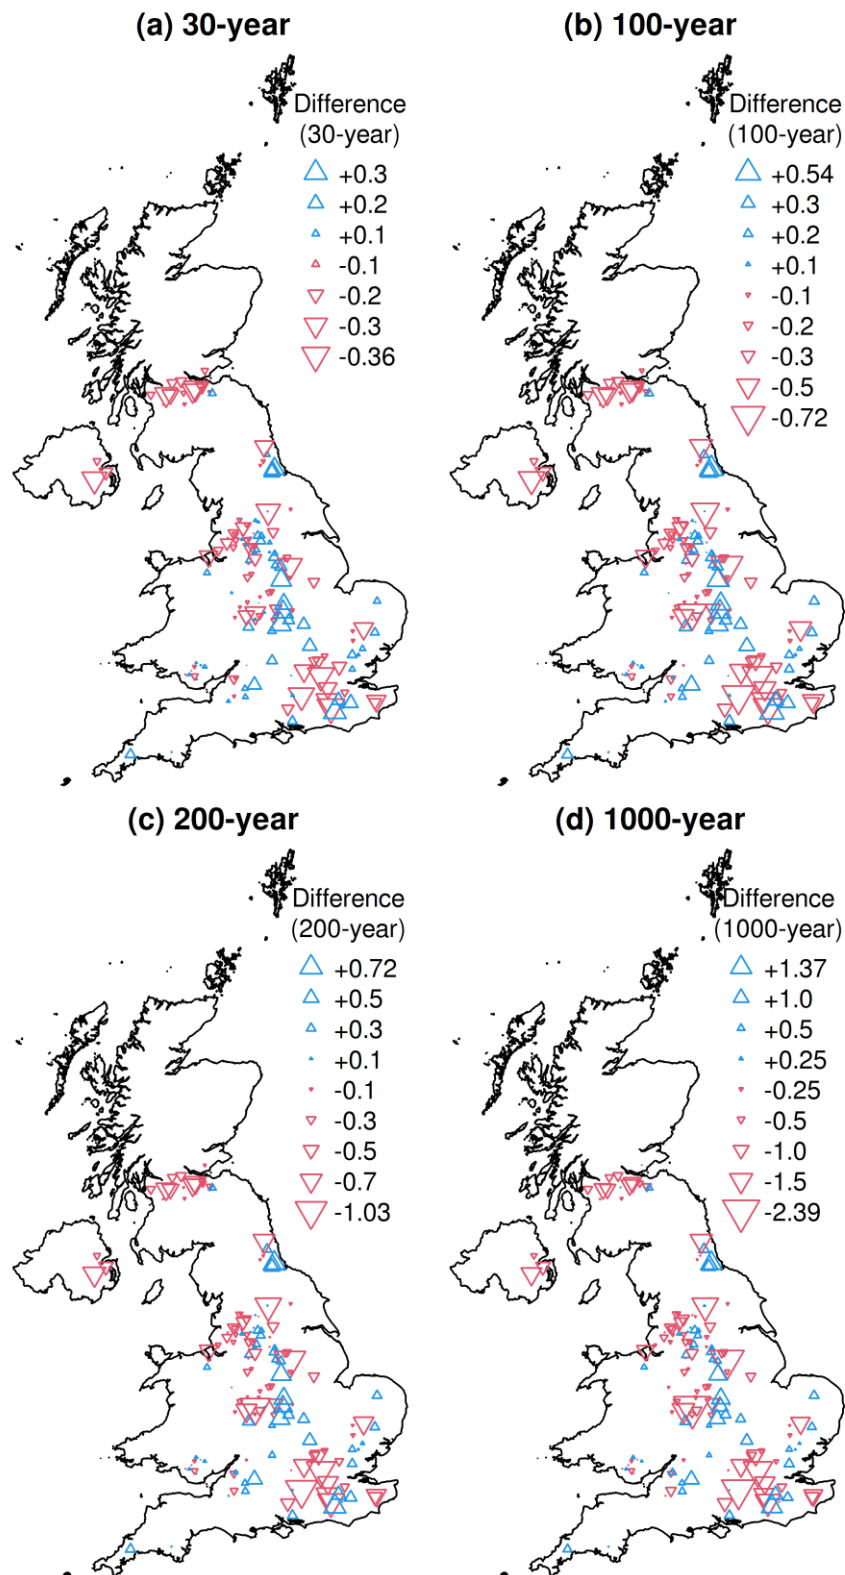 (a) 30-year
Difference
(30-year)
+0.3
+0.2
+0.1
-0.1
-0.2
-0.3
-0.36
(b) 100-year
Difference
(100-year)
+0.54
+0.3
+0.2
+0.1
-0.1
-0.2
-0.3
-0.5
-0.72
(c) 200-year
Difference
(200-year)
+0.72
+0.5
+0.3
+0.1
-0.1
-0.3
-0.5
-0.7
-1.03
(d) 1000-year
Difference
(1000-year)
+1.37
+1.0
+0.5
+0.25
-0.25
-0.5
-1.0
-1.5
-2.39